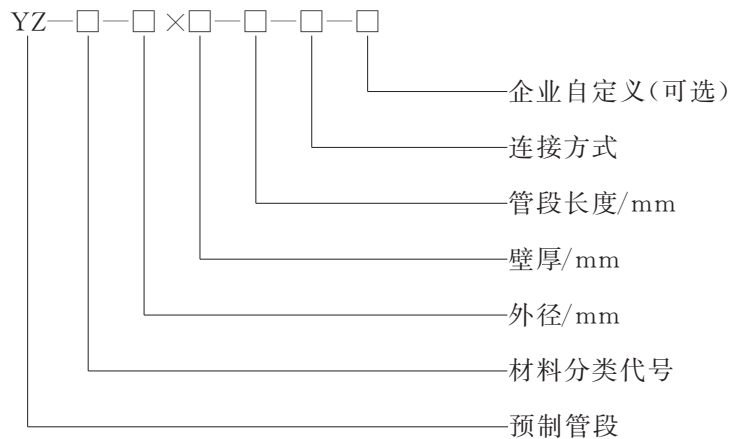 YZ—□—□×□—□—□—□
企业自定义(可选)
连接方式
管段长度/mm
壁厚/mm
外径/mm
材料分类代号
预制管段